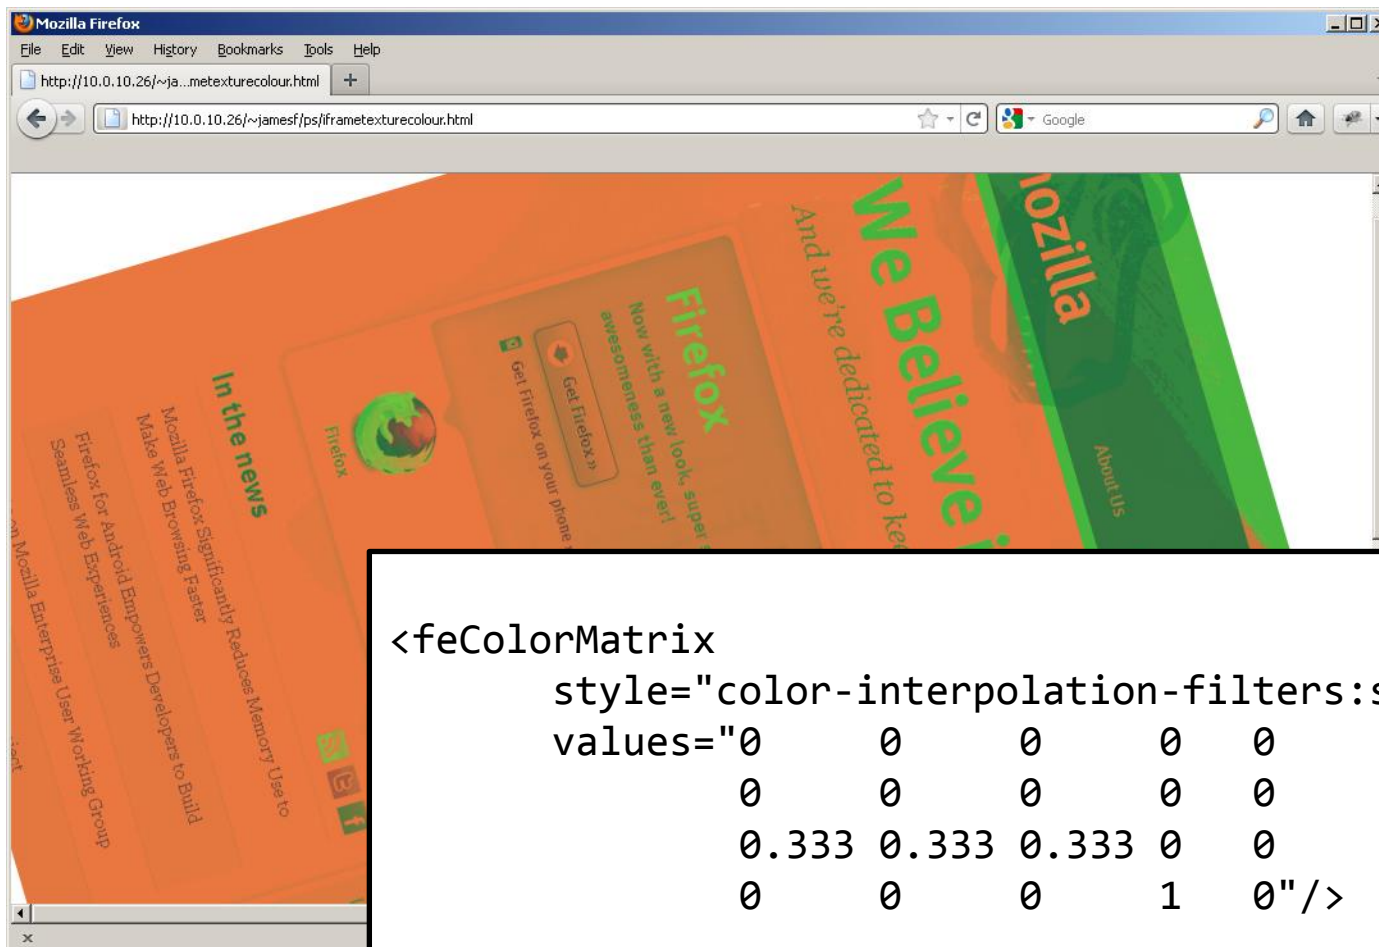 Mozilla Firefox
File Edit View History Bookmarks Tools Help
http://10.0.10.26/~ja...metexturecolour.html +
http://10.0.10.26/~jamesf/ps/iframetexturecolour.html
Google
mozilla
About Us
We Believe i
And we're dedicated to kee
Firefox
Now with a new look, super s
awesomeness than ever!
Get Firefox »
Get Firefox on your phone
Firefox
In the news
Mozilla Firefox Significantly Reduces Memory Use to
Make Web Browsing Faster
Firefox for Android Empowers Developers to Build
Seamless Web Experiences
on Mozilla Enterprise User Working Group
ject
<feColorMatrix
style="color-interpolation-filters:s
values="0 0 0 0 0
0 0 0 0 0
0.333 0.333 0.333 0 0
0 0 0 1 0"/>
x